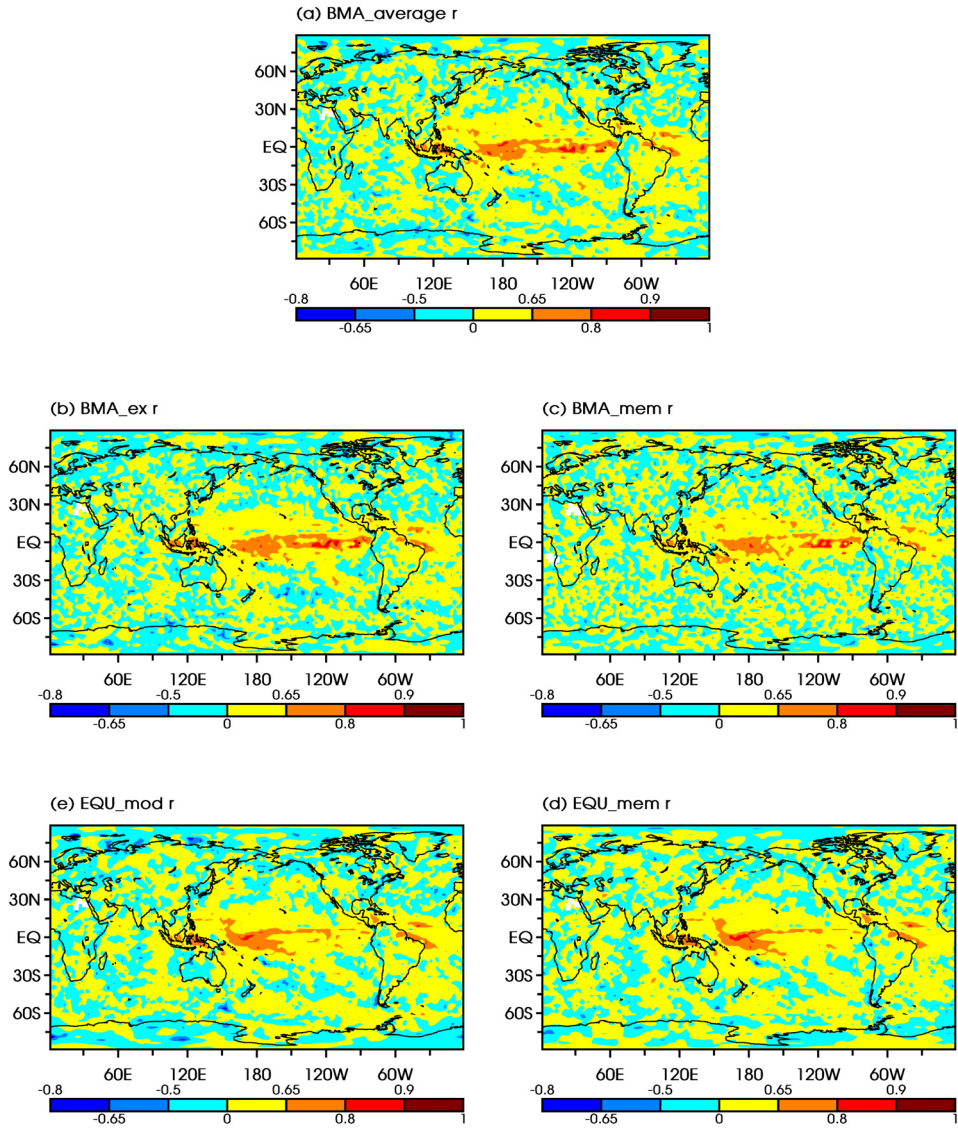 (a) BMA_average r
60N
30N
EQ
30S
60S
60E 120E 180 120W 60W
-0.8 -0.5 0.65 0.9
-0.65 0 0.8 1
(b) BMA_ex r
60N
30N
EQ
30S
60S
60E 120E 180 120W 60W
-0.8 -0.5 0.65 0.9
-0.65 0 0.8 1
(c) BMA_mem r
60N
30N
EQ
30S
60S
60E 120E 180 120W 60W
-0.8 -0.5 0.65 0.9
-0.65 0 0.8 1
(e) EQU_mod r
60N
30N
EQ
30S
60S
60E 120E 180 120W 60W
-0.8 -0.5 0.65 0.9
-0.65 0 0.8 1
(d) EQU_mem r
60N
30N
EQ
30S
60S
60E 120E 180 120W 60W
-0.8 -0.5 0.65 0.9
-0.65 0 0.8 1